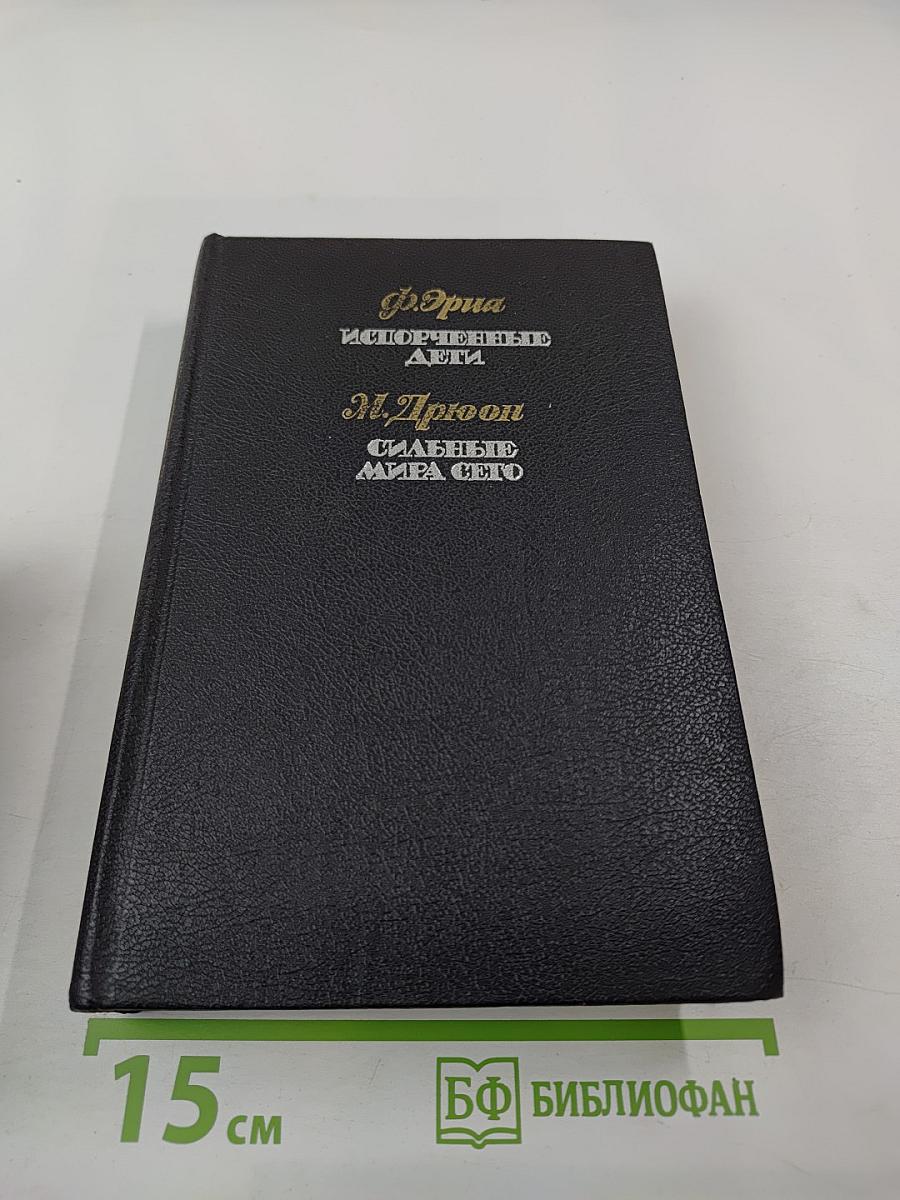 Ф.Эриа
ИСПОРЧЕННЫЕ
ДЕТИ
М.Дрюон
СИЛЬНЫЕ
МИРА СЕГО
15 см
БФ БИБЛИОФАН